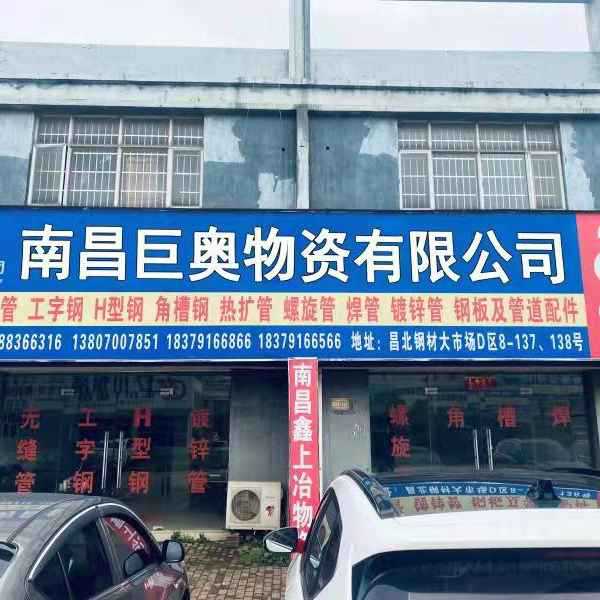 司
南昌巨奥物资有限公司
管 工字钢 H型钢 角槽钢 热扩管 螺旋管 焊管 镀锌管 钢板及管道配件
88366316 13807007851 18379166866 18379166566 地址：昌北钢材大市场D区8-137、138号
无缝管
工字钢
H型钢
镀锌管
南昌鑫上冶物
螺旋
角
槽
焊